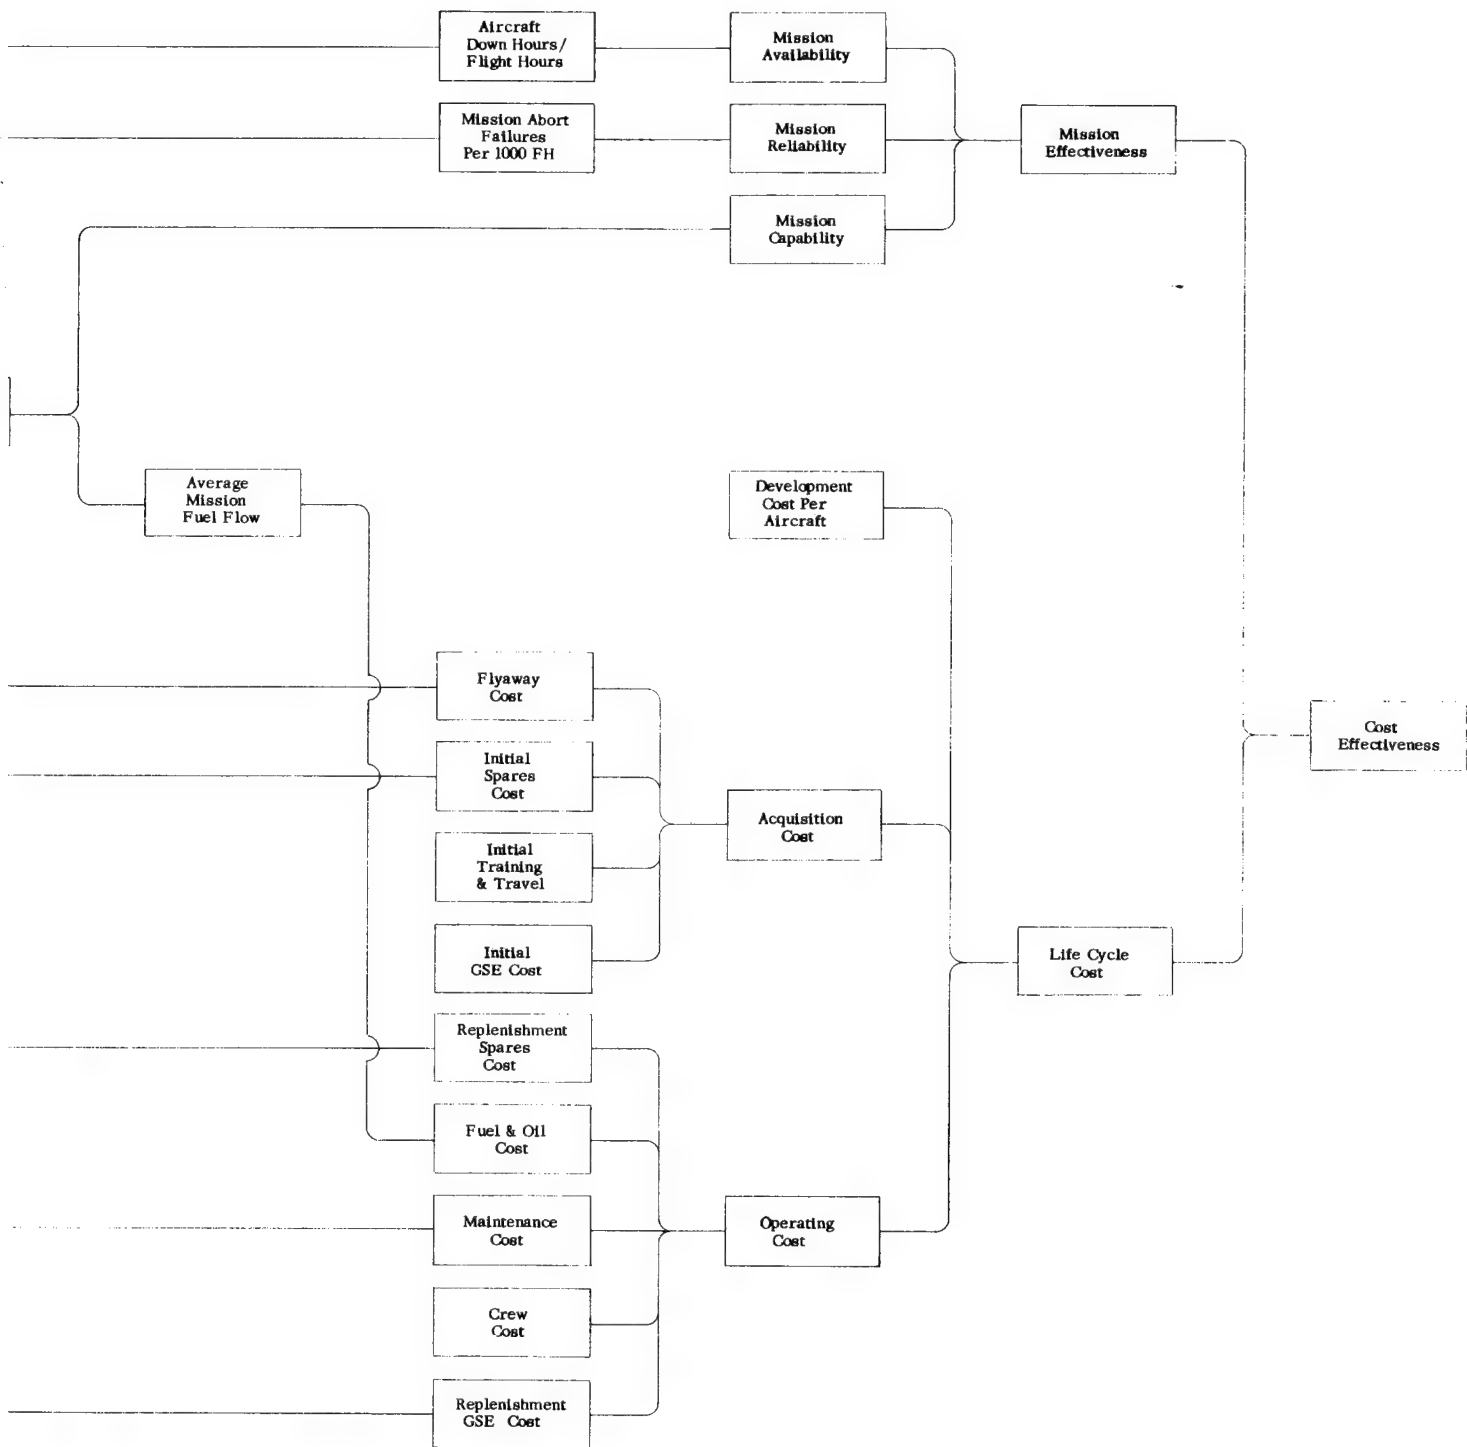 Aircraft
Down Hours/
Flight Hours
Mission
Availability
Mission Abort
Failures
Per 1000 FH
Mission
Reliability
Mission
Effectiveness
Mission
Capability
Average
Mission
Fuel Flow
Development
Cost Per
Aircraft
Flyaway
Cost
Cost
Effectiveness
Initial
Spares
Cost
Acquisition
Cost
Initial
Training
& Travel
Initial
GSE Cost
Life Cycle
Cost
Replenishment
Spares
Cost
Fuel & Oil
Cost
Maintenance
Cost
Operating
Cost
Crew
Cost
Replenishment
GSE Cost